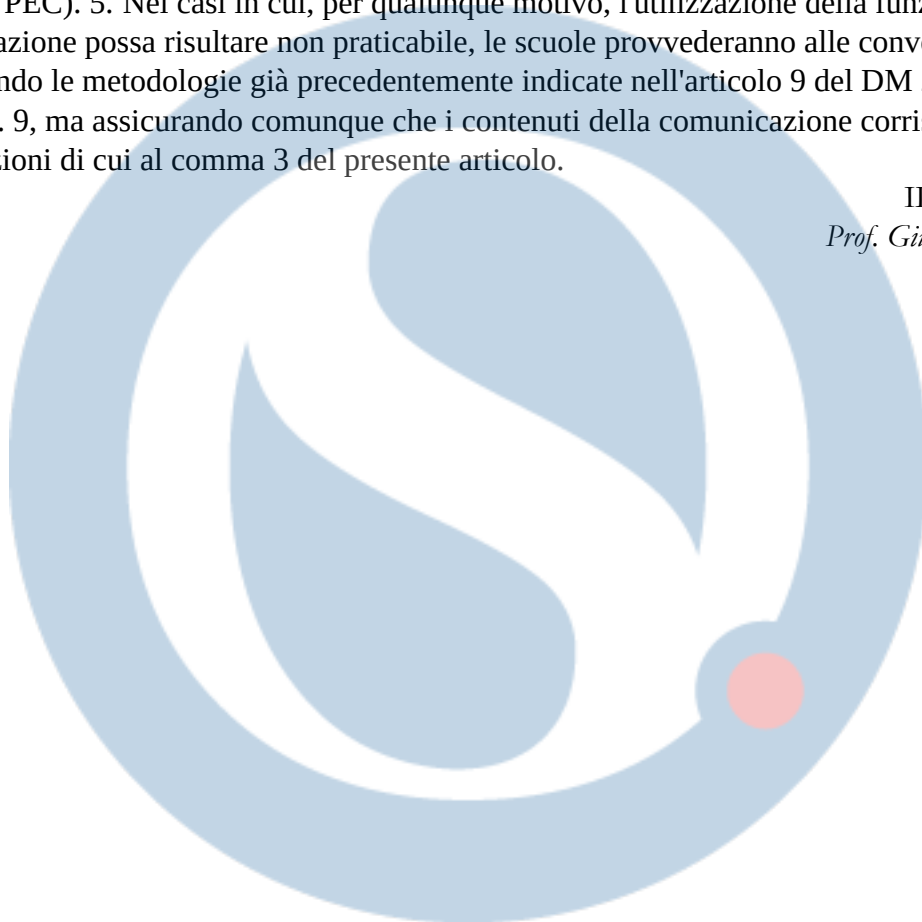 PEC). 5. Nei casi in cui, per qualunque motivo, l'utilizzazione della funz
azione possa risultare non praticabile, le scuole provvederanno alle conv
ndo le metodologie già precedentemente indicate nell'articolo 9 del DM
. 9, ma assicurando comunque che i contenuti della comunicazione corri
zioni di cui al comma 3 del presente articolo.
Il
Prof. Gi